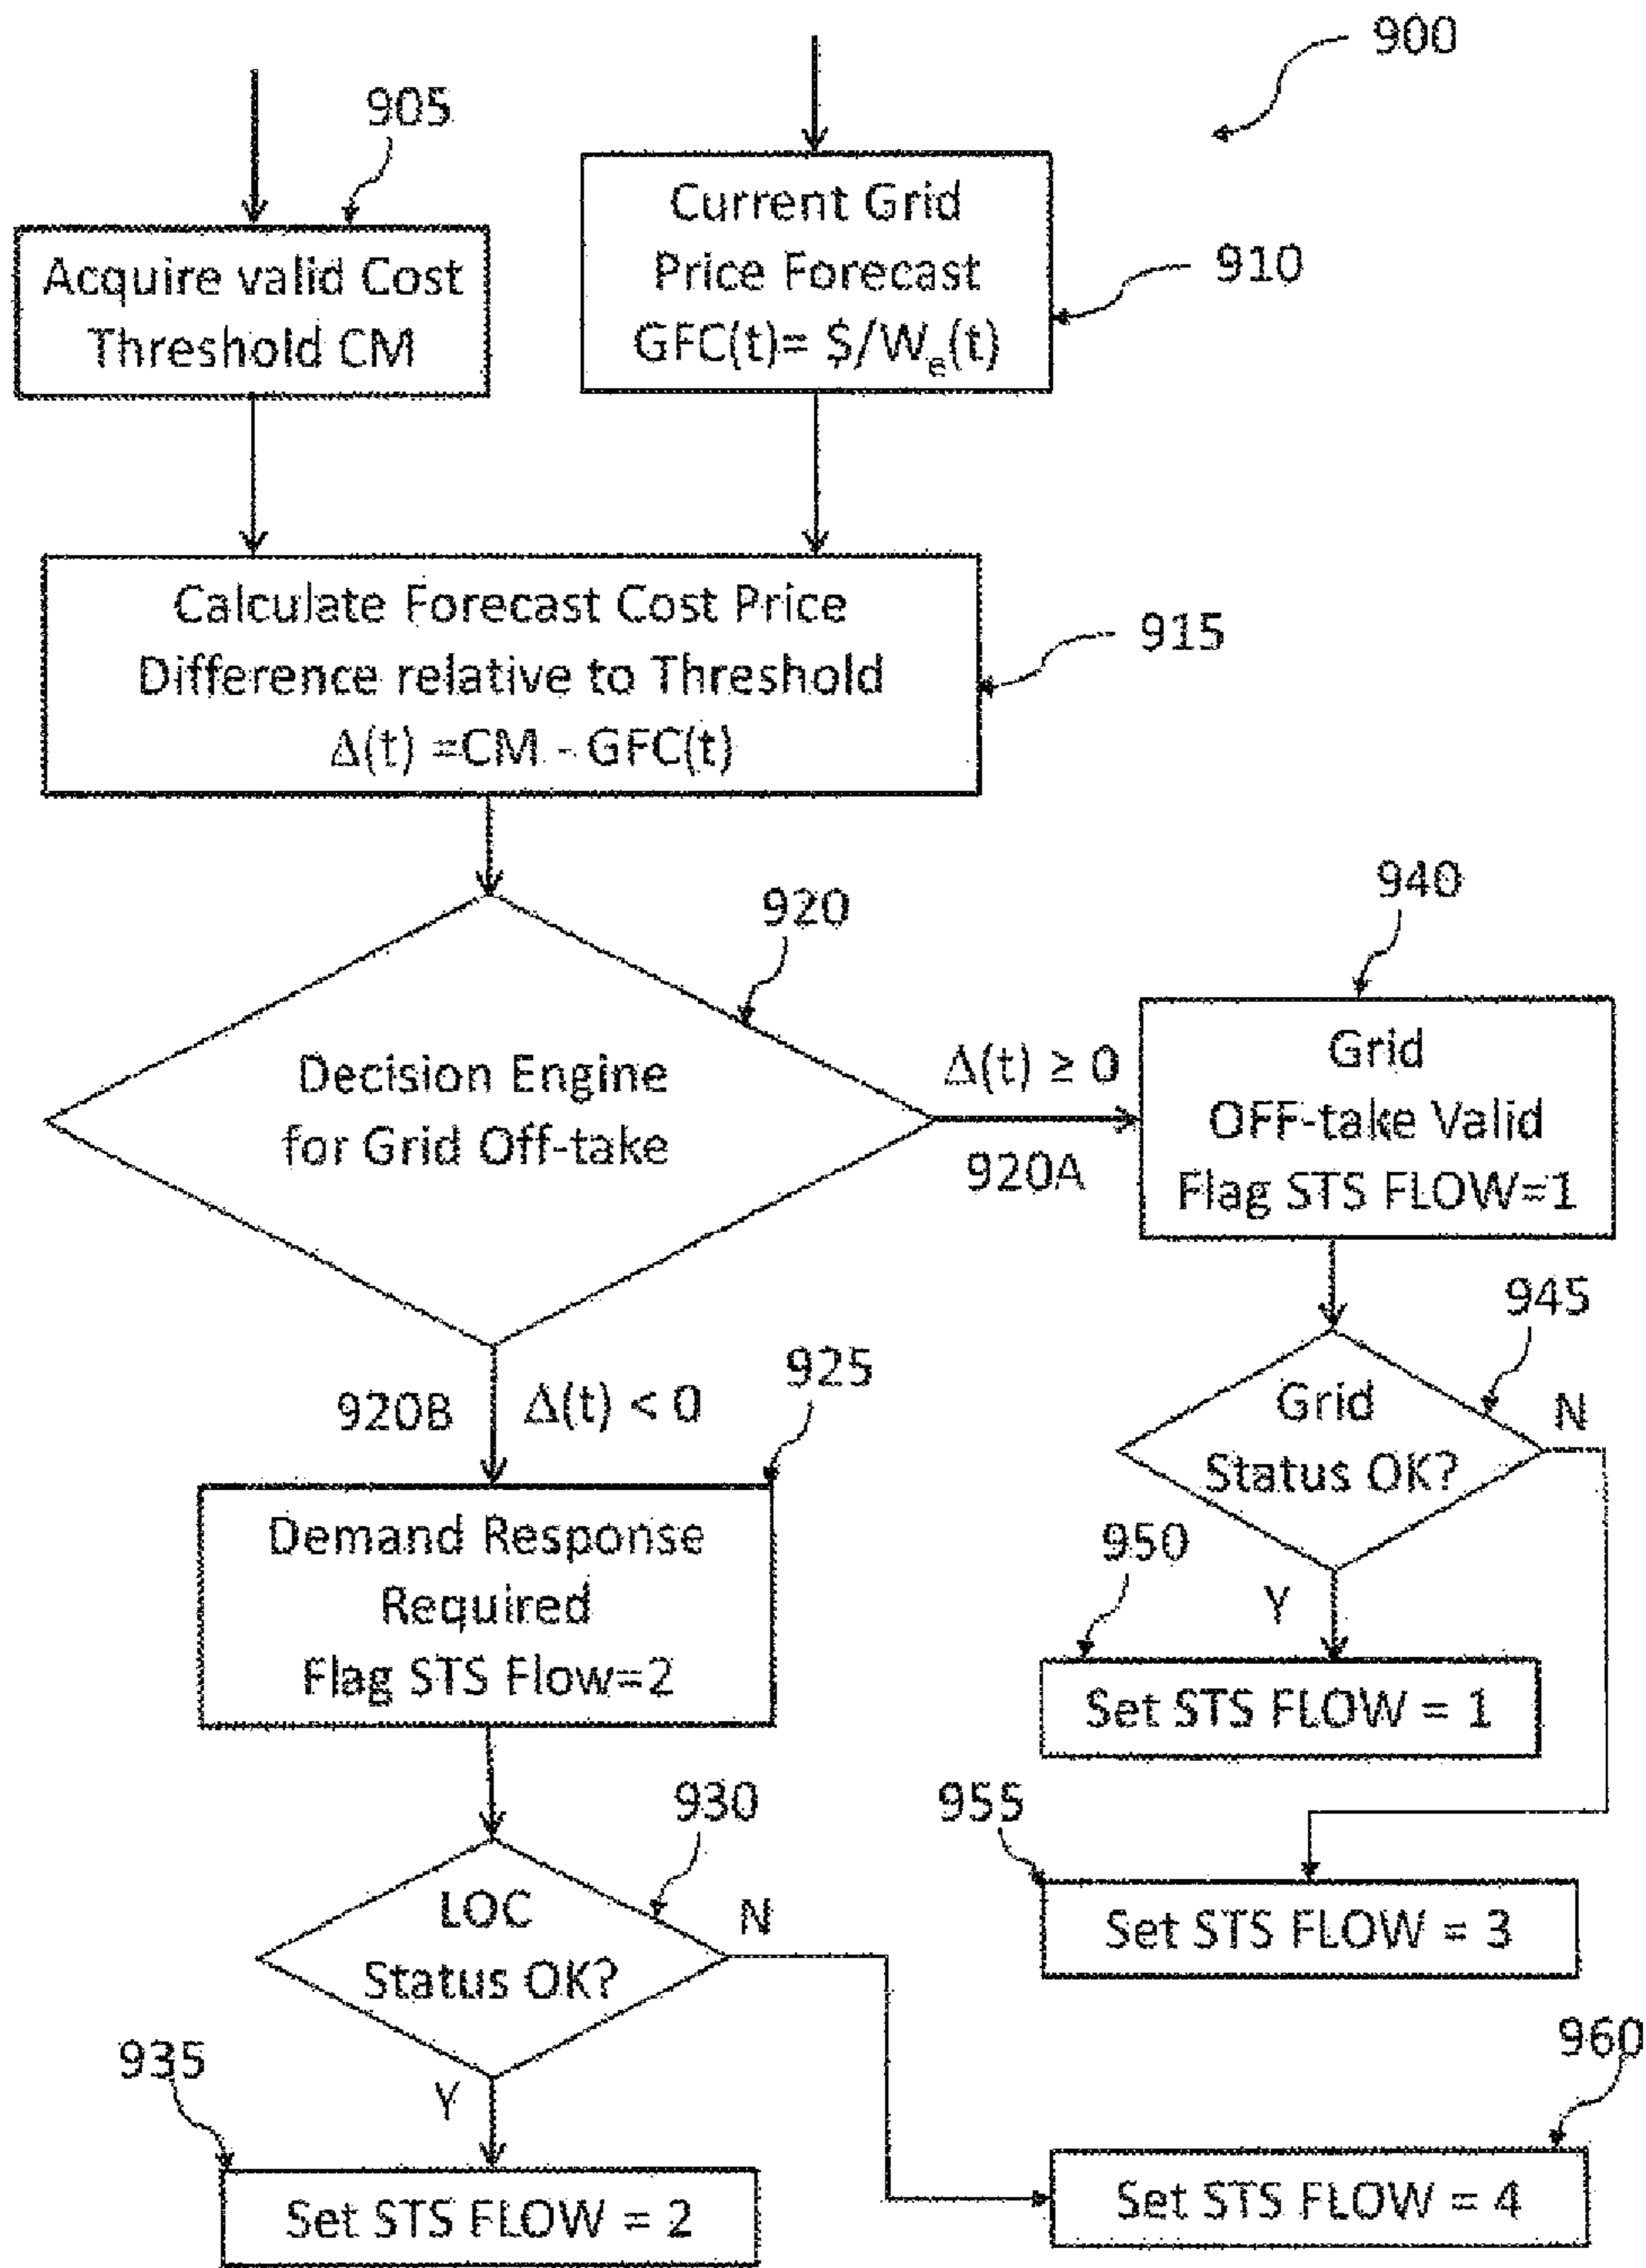 900
905
Acquire valid Cost
Threshold CM
Current Grid
Price Forecast
GFC(t)= $/We(t)
910
Calculate Forecast Cost Price
Difference relative to Threshold
Δ(t) =CM - GFC(t)
915
920
Decision Engine
for Grid Off-take
Δ(t) ≥ 0
920A
940
Grid
OFF-take Valid
Flag STS FLOW=1
945
Grid
Status OK?
N
Y
950
Set STS FLOW = 1
955
Set STS FLOW = 3
920B
Δ(t) < 0
925
Demand Response
Required
Flag STS Flow=2
930
LOC
Status OK?
N
Y
935
Set STS FLOW = 2
960
Set STS FLOW = 4